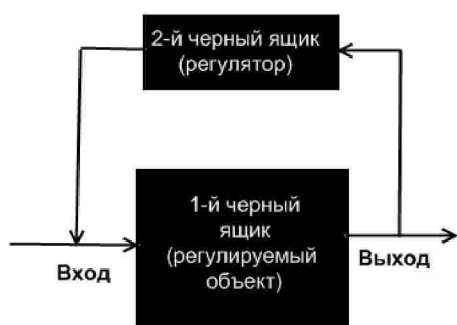 2-й черный ящик
(регулятор)
1-й черный
ящик
(регулируемый
объект)
Вход
Выход